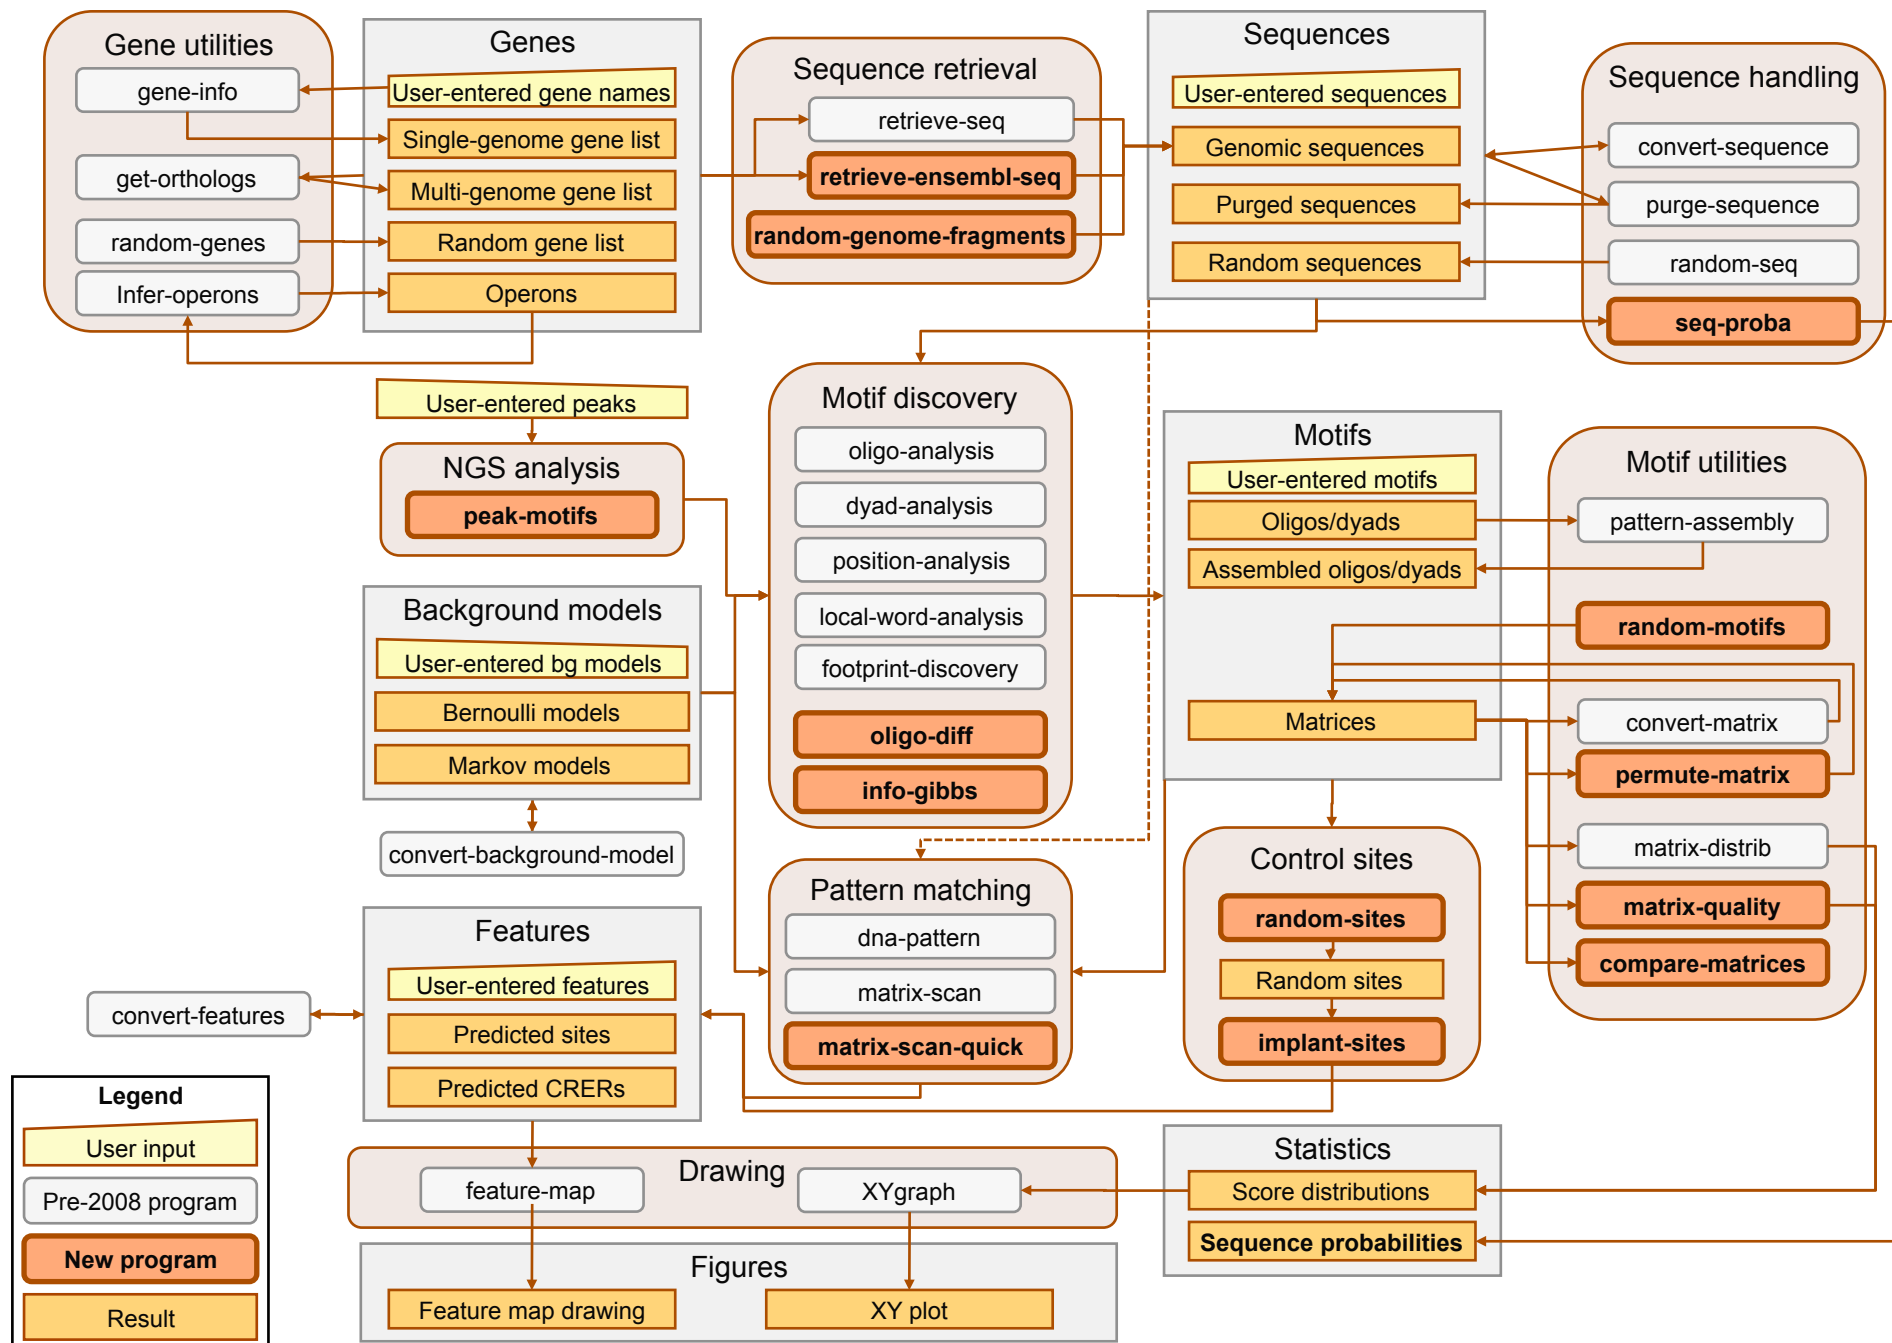 Gene utilities
gene-info
get-orthologs
random-genes
Infer-operons
Genes
User-entered gene names
Single-genome gene list
Multi-genome gene list
Random gene list
Operons
Sequence retrieval
retrieve-seq
retrieve-ensembl-seq
random-genome-fragments
Sequences
User-entered sequences
Genomic sequences
Purged sequences
Random sequences
Sequence handling
convert-sequence
purge-sequence
random-seq
seq-proba
User-entered peaks
NGS analysis
peak-motifs
Background models
User-entered bg models
Bernoulli models
Markov models
convert-background-model
Motif discovery
oligo-analysis
dyad-analysis
position-analysis
local-word-analysis
footprint-discovery
oligo-diff
info-gibbs
Motifs
User-entered motifs
Oligos/dyads
Assembled oligos/dyads
Matrices
Motif utilities
pattern-assembly
random-motifs
convert-matrix
permute-matrix
matrix-distrib
matrix-quality
compare-matrices
Pattern matching
dna-pattern
matrix-scan
matrix-scan-quick
Control sites
random-sites
Random sites
implant-sites
Features
User-entered features
Predicted sites
Predicted CRERs
convert-features
Legend
User input
Pre-2008 program
New program
Result
Drawing
feature-map
XYgraph
Statistics
Score distributions
Sequence probabilities
Figures
Feature map drawing
XY plot